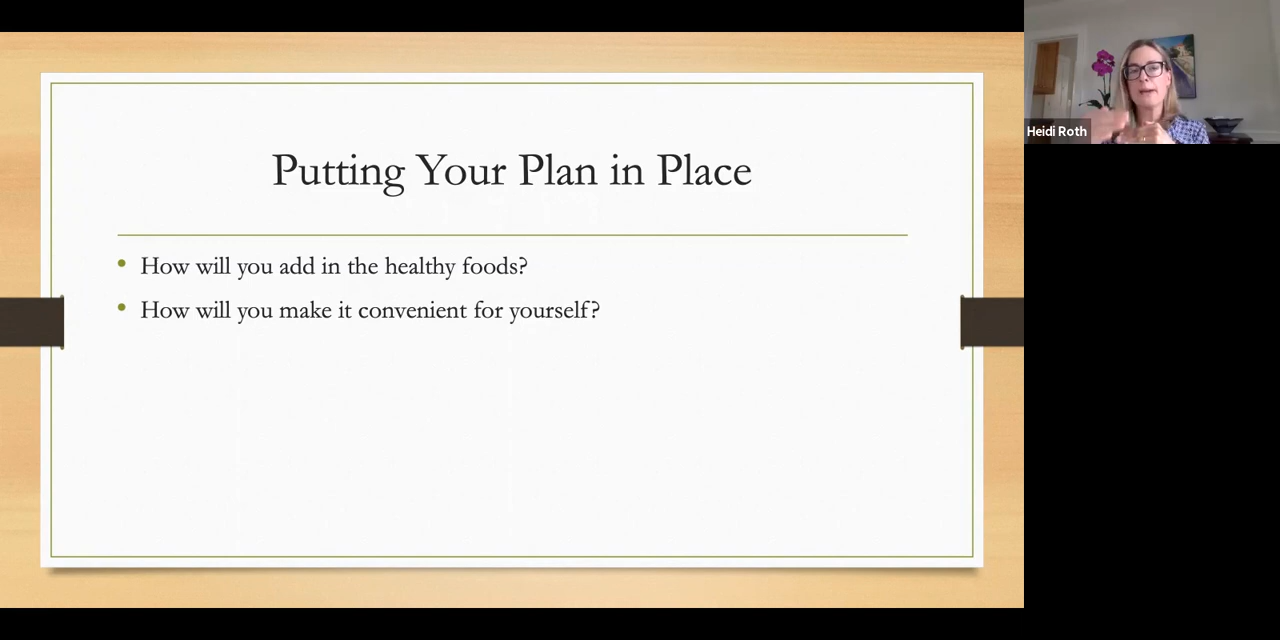 Putting Your Plan in Place
How will you add in the healthy foods?
How will you make it convenient for yourself?
Heidi Roth